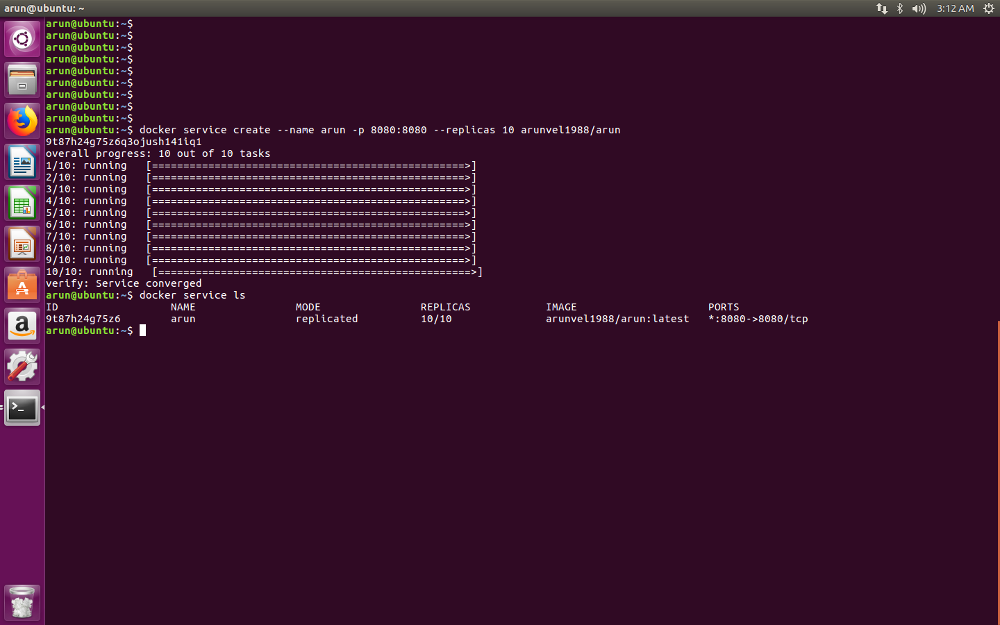 arun@ubuntu: ~
3:12 AM
arun@ubuntu:~$
arun@ubuntu:~$
arun@ubuntu:~$
arun@ubuntu:~$
arun@ubuntu:~$
arun@ubuntu:~$
arun@ubuntu:~$
arun@ubuntu:~$
arun@ubuntu:~$
arun@ubuntu:~$ docker service create --name arun -p 8080:8080 --replicas 10 arunvel1988/arun
9t87h24g75z6q3ojush141iq1
overall progress: 10 out of 10 tasks
1/10: running   [==================================================>]
2/10: running   [==================================================>]
3/10: running   [==================================================>]
4/10: running   [==================================================>]
5/10: running   [==================================================>]
6/10: running   [==================================================>]
7/10: running   [==================================================>]
8/10: running   [==================================================>]
9/10: running   [==================================================>]
10/10: running   [==================================================>]
verify: Service converged
arun@ubuntu:~$ docker service ls
ID                  NAME                MODE                REPLICAS            IMAGE                     PORTS
9t87h24g75z6        arun                replicated          10/10               arunvel1988/arun:latest   *:8080->8080/tcp
arun@ubuntu:~$